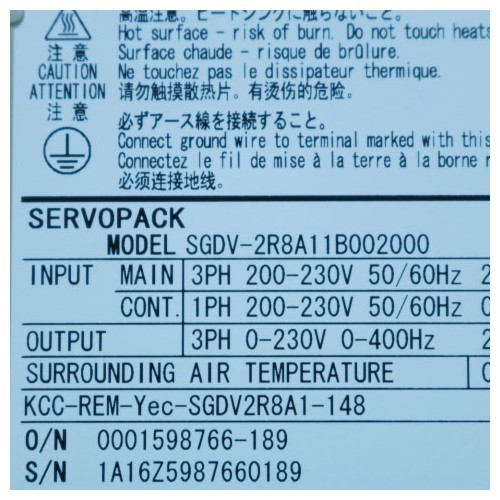 高温注意。ヒートシンクに触らないこと。
Hot surface - risk of burn. Do not touch heats
注 意 Surface chaude - risque de brûlure.
CAUTION Ne touchez pas le dissipateur thermique.
ATTENTION 请勿触摸散热片。有烫伤的危险。
注 意
必ずアース線を接続すること。
Connect ground wire to terminal marked with this
Connectez le fil de mise à la terre à la borne r
必须连接地线。
SERVOPACK
MODEL SGDV-2R8A11B002000
INPUT MAIN 3PH 200-230V 50/60Hz 2
CONT. 1PH 200-230V 50/60Hz 0
OUTPUT 3PH 0-230V 0-400Hz 2
SURROUNDING AIR TEMPERATURE 0
KCC-REM-Yec-SGDV2R8A1-148
O/N 0001598766-189
S/N 1A16Z5987660189